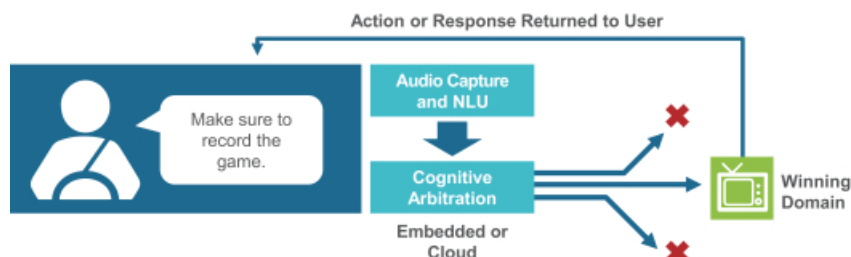 Action or Response Returned to User
Make sure to
record the
game.
Audio Capture
and NLU
Cognitive
Arbitration
Embedded or
Cloud
Winning
Domain